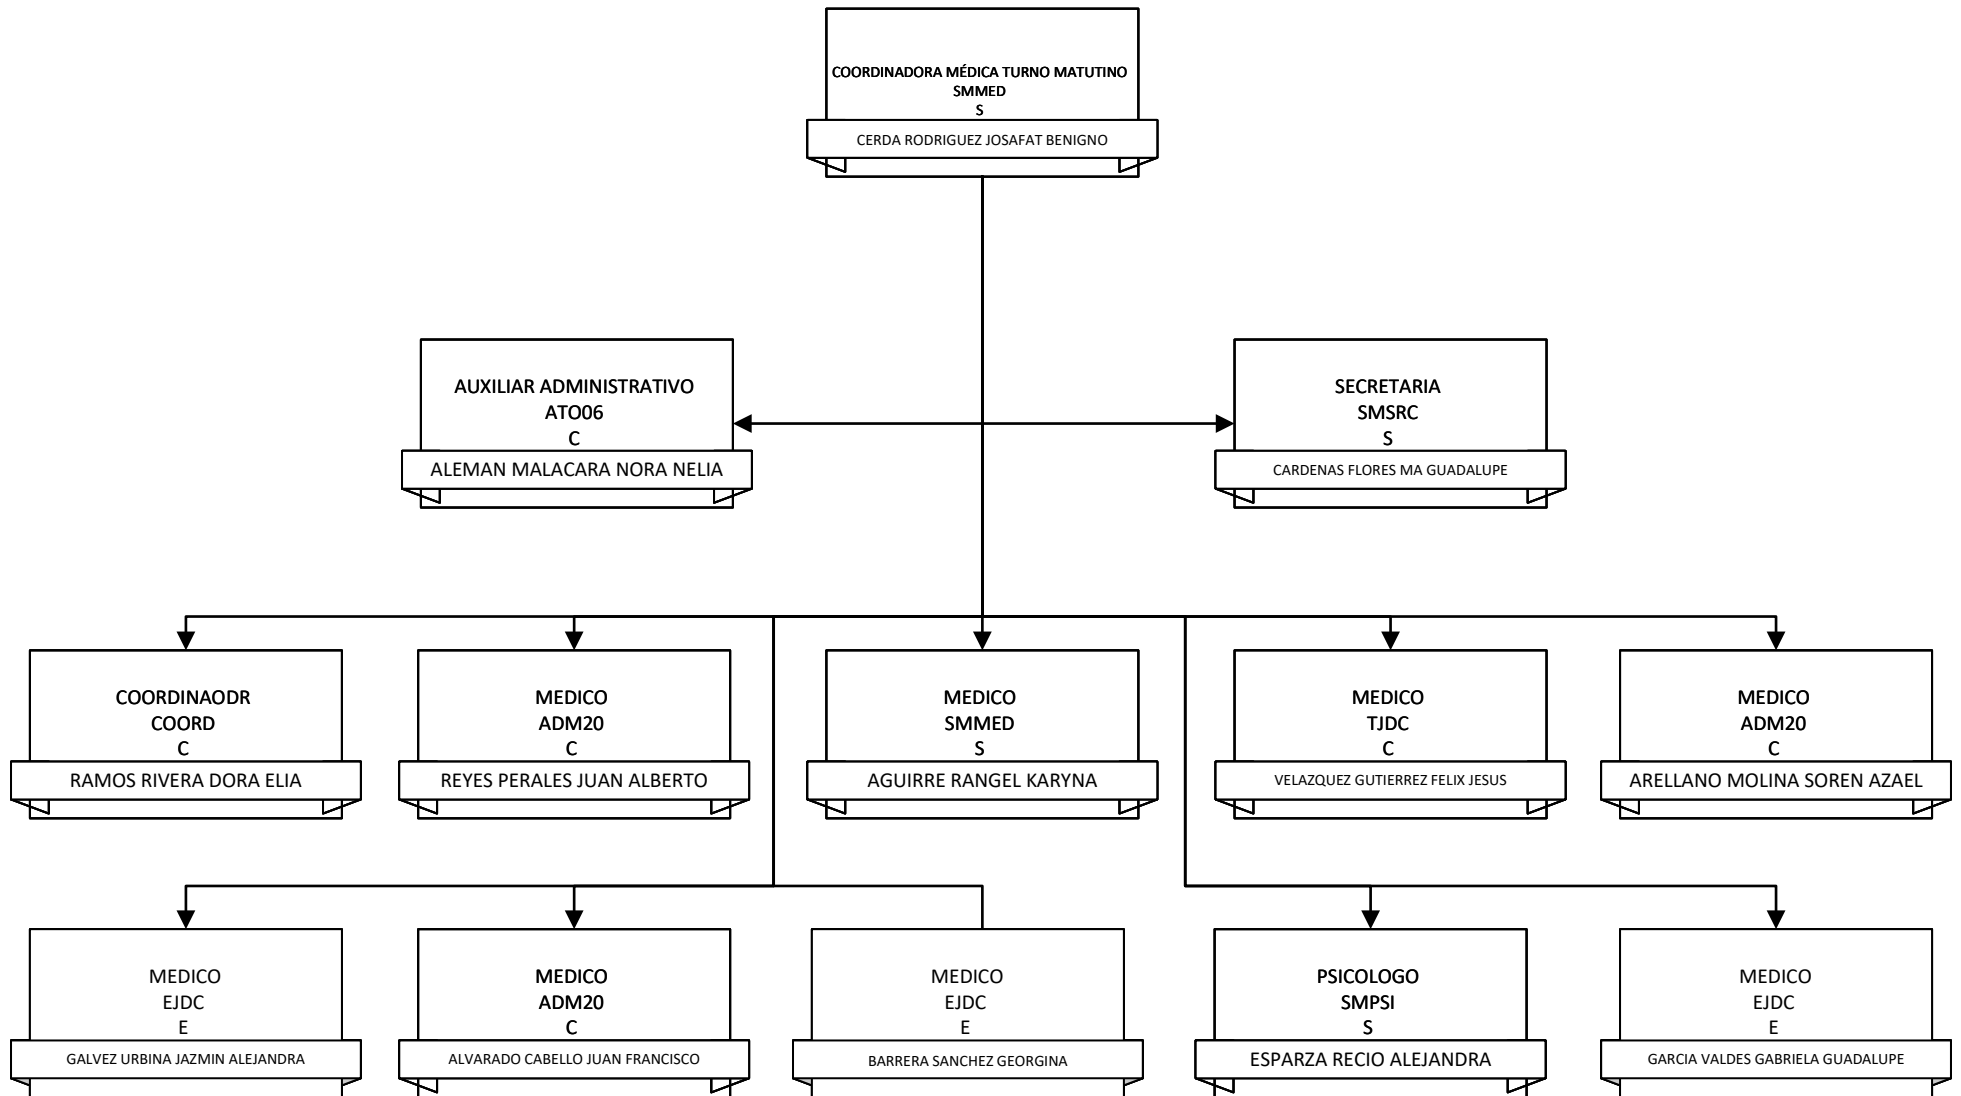 COORDINADORA MÉDICA TURNO MATUTINO
SMMED
S
CERDA RODRIGUEZ JOSAFAT BENIGNO
AUXILIAR ADMINISTRATIVO
ATO06
C
ALEMAN MALACARA NORA NELIA
SECRETARIA
SMSRC
S
CARDENAS FLORES MA GUADALUPE
COORDINAODR
COORD
C
RAMOS RIVERA DORA ELIA
MEDICO
ADM20
C
REYES PERALES JUAN ALBERTO
MEDICO
SMMED
S
AGUIRRE RANGEL KARYNA
MEDICO
TJDC
C
VELAZQUEZ GUTIERREZ FELIX JESUS
MEDICO
ADM20
C
ARELLANO MOLINA SOREN AZAEL
MEDICO
EJDC
E
GALVEZ URBINA JAZMIN ALEJANDRA
MEDICO
ADM20
C
ALVARADO CABELLO JUAN FRANCISCO
MEDICO
EJDC
E
BARRERA SANCHEZ GEORGINA
PSICOLOGO
SMPSI
S
ESPARZA RECIO ALEJANDRA
MEDICO
EJDC
E
GARCIA VALDES GABRIELA GUADALUPE